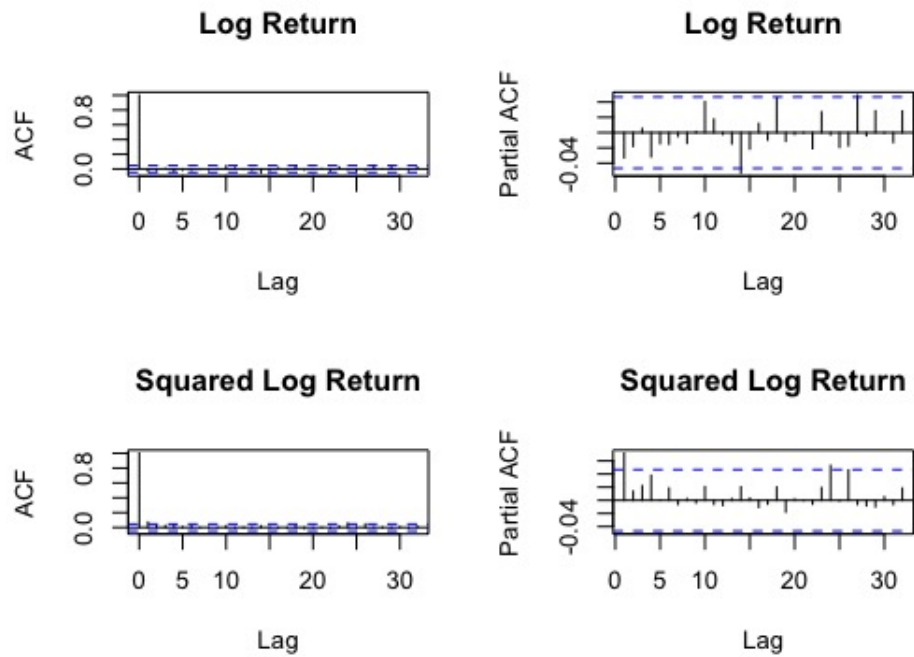 Log Return
ACF
0.0 0.8
0 5 10 20 30
Lag
Log Return
Partial ACF
-0.04
0 5 10 20 30
Lag
Squared Log Return
ACF
0.0 0.8
0 5 10 20 30
Lag
Squared Log Return
Partial ACF
-0.04
0 5 10 20 30
Lag